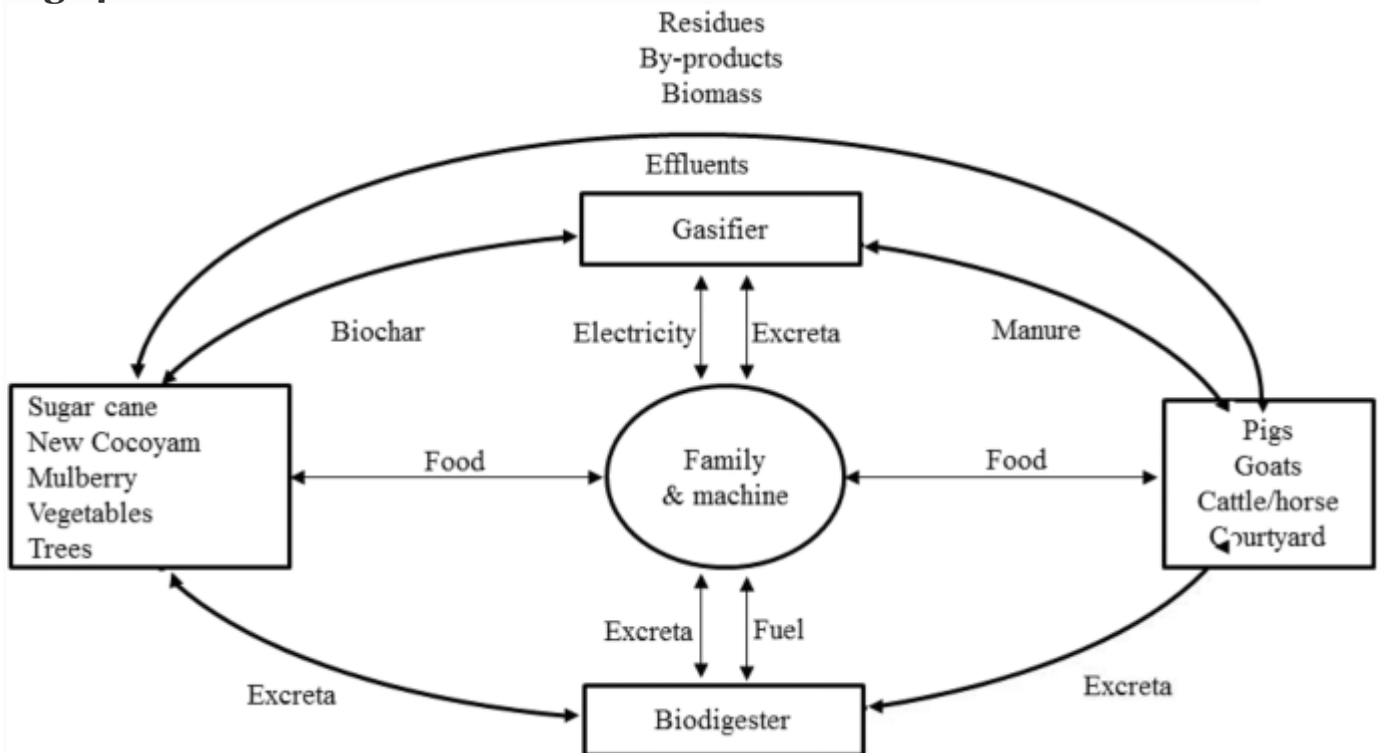 Residues
By-products
Biomass
Effluents
Gasifier
Biochar
Electricity
Excreta
Manure
Sugar cane
New Cocoyam
Mulberry
Vegetables
Trees
Food
Family
& machine
Food
Pigs
Goats
Cattle/horse
Courtyard
Excreta
Fuel
Excreta
Biodigester
Excreta